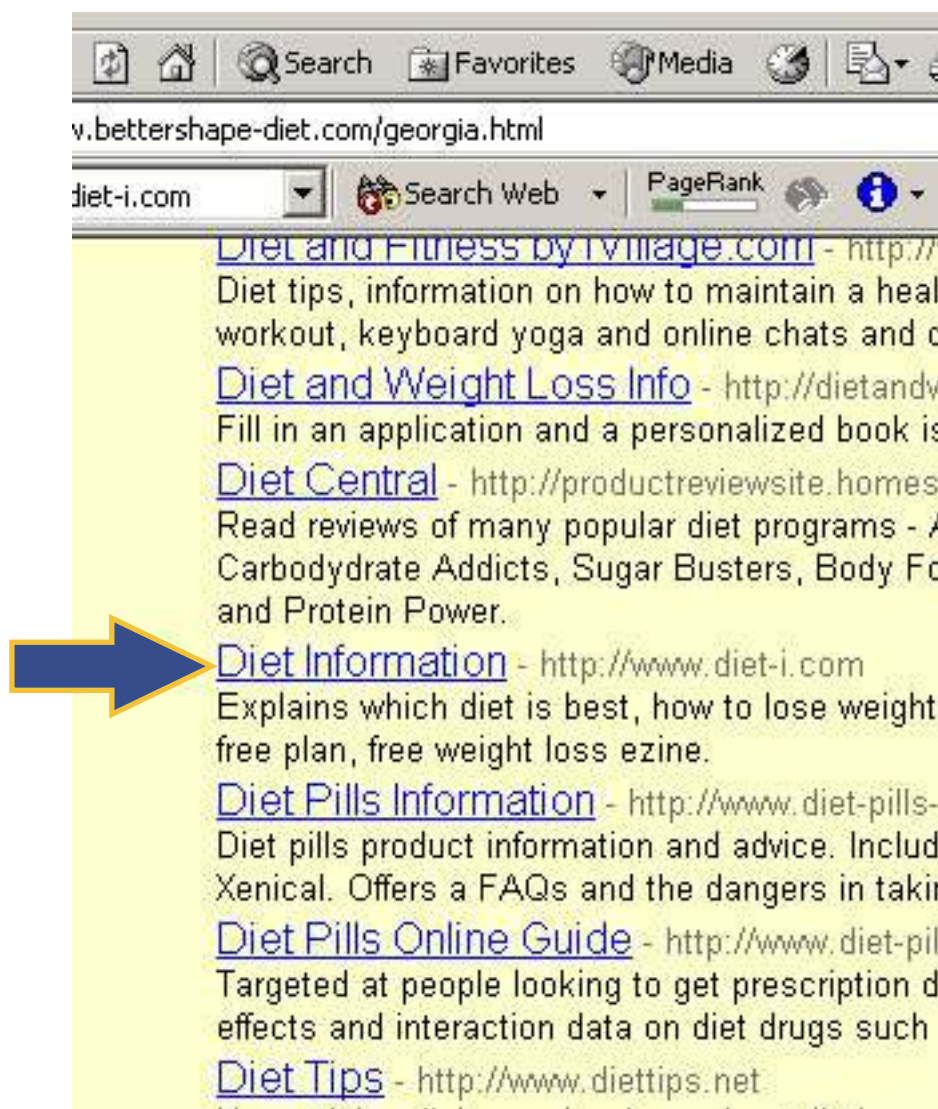 Search Favorites Media
w.bettershape-diet.com/georgia.html
diet-i.com Search Web PageRank
Diet and Fitness by iVillage.com - http://
Diet tips, information on how to maintain a heal
workout, keyboard yoga and online chats and
Diet and Weight Loss Info - http://dietandw
Fill in an application and a personalized book is
Diet Central - http://productreviewsite.homes
Read reviews of many popular diet programs - A
Carbodydrate Addicts, Sugar Busters, Body Fo
and Protein Power.
Diet Information - http://www.diet-i.com
Explains which diet is best, how to lose weight
free plan, free weight loss ezine.
Diet Pills Information - http://www.diet-pills-
Diet pills product information and advice. Includ
Xenical. Offers a FAQs and the dangers in takin
Diet Pills Online Guide - http://www.diet-pil
Targeted at people looking to get prescription d
effects and interaction data on diet drugs such
Diet Tips - http://www.diettips.net